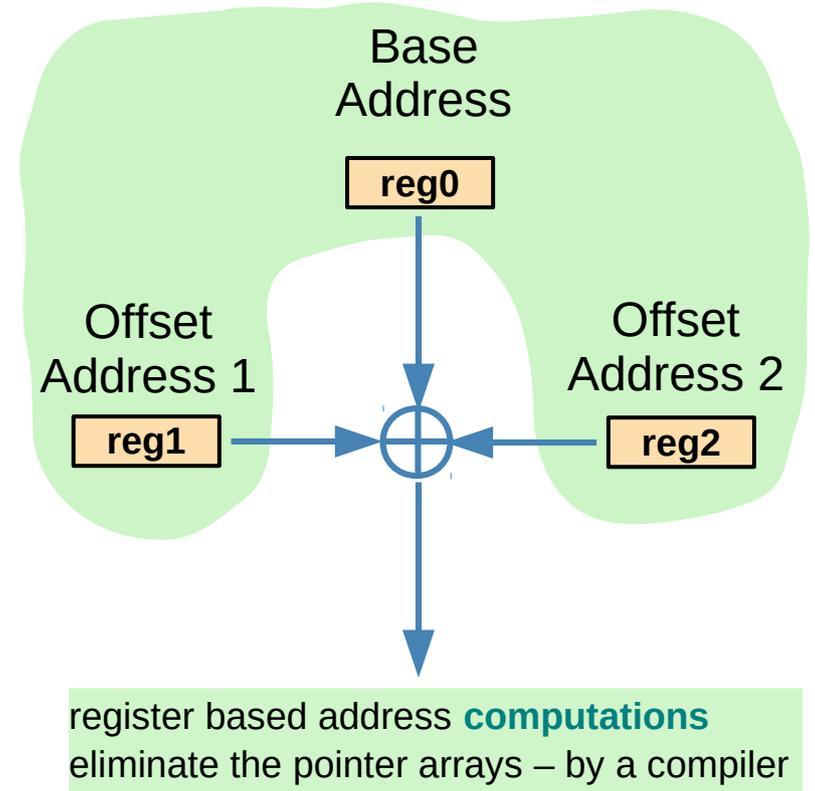 Base
Address
reg0
Offset
Address 1
reg1
Offset
Address 2
reg2
register based address computations
eliminate the pointer arrays – by a compiler